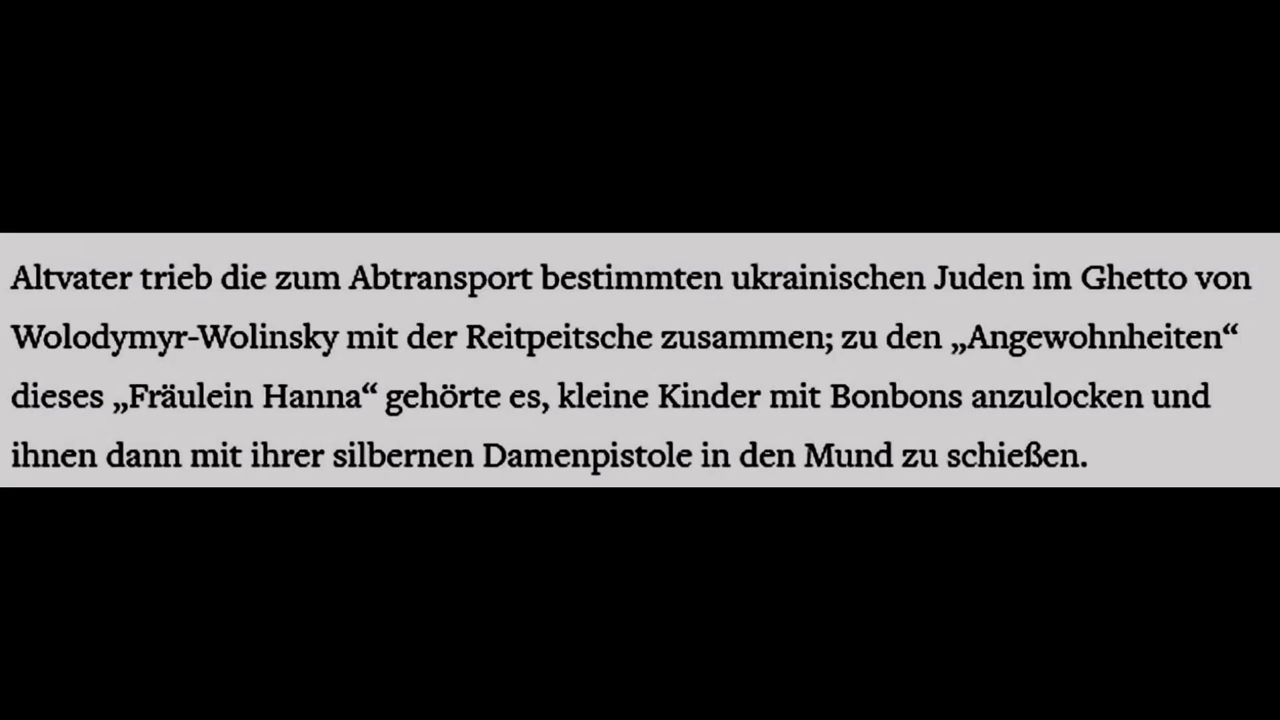 Altvater trieb die zum Abtransport bestimmten ukrainischen Juden im Ghetto von
Wolodymyr-Wolinsky mit der Reitpeitsche zusammen; zu den „Angewohnheiten“
dieses „Fräulein Hanna“ gehörte es, kleine Kinder mit Bonbons anzulocken und
ihnen dann mit ihrer silbernen Damenpistole in den Mund zu schießen.